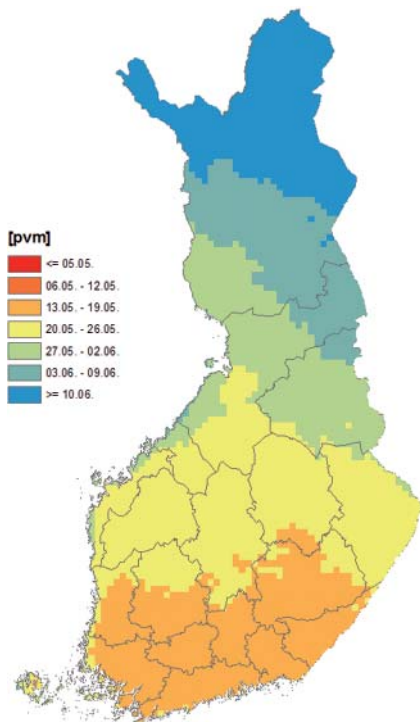 [pvm]
<= 05.05.
06.05. - 12.05.
13.05. - 19.05.
20.05. - 26.05.
27.05. - 02.06.
03.06. - 09.06.
>= 10.06.